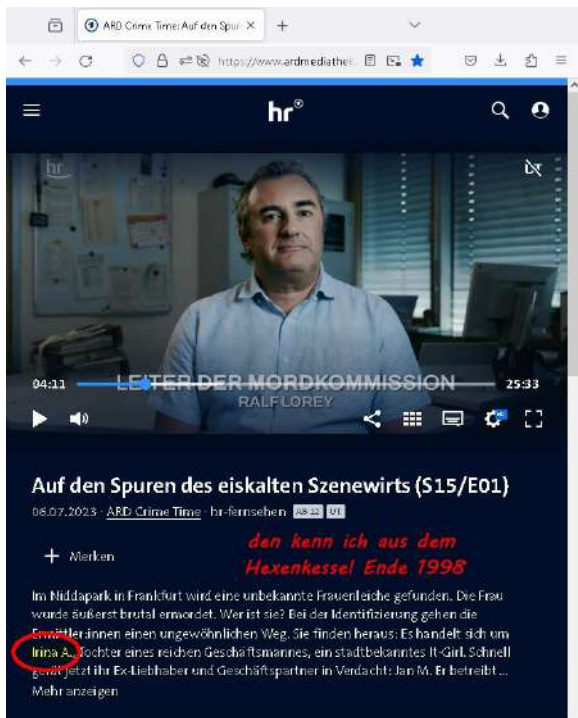 ARD Crime Time: Auf den Spur
https://www.ardmediathek.
hr
hr
04:11
LEITER DER MORDKOMMISSION
25:33
RALF LOREY
Auf den Spuren des eiskalten Szenewirts (S15/E01)
06.07.2023 · ARD Crime Time · hr-fernsehen AB 12 UT
den kenn ich aus dem
+ Merken
Hexenkessel Ende 1998
Im Niddapark in Frankfurt wird eine unbekannte Frauenleiche gefunden. Die Frau
wurde äußerst brutal ermordet. Wer ist sie? Bei der Identifizierung gehen die
Ermittler:innen einen ungewöhnlichen Weg. Sie finden heraus: Es handelt sich um
Irina A., Tochter eines reichen Geschäftsmannes, ein stadtbekanntes It-Girl. Schnell
gerät jetzt ihr Ex-Liebhaber und Geschäftspartner in Verdacht: Jan M. Er betreibt ...
Mehr anzeigen